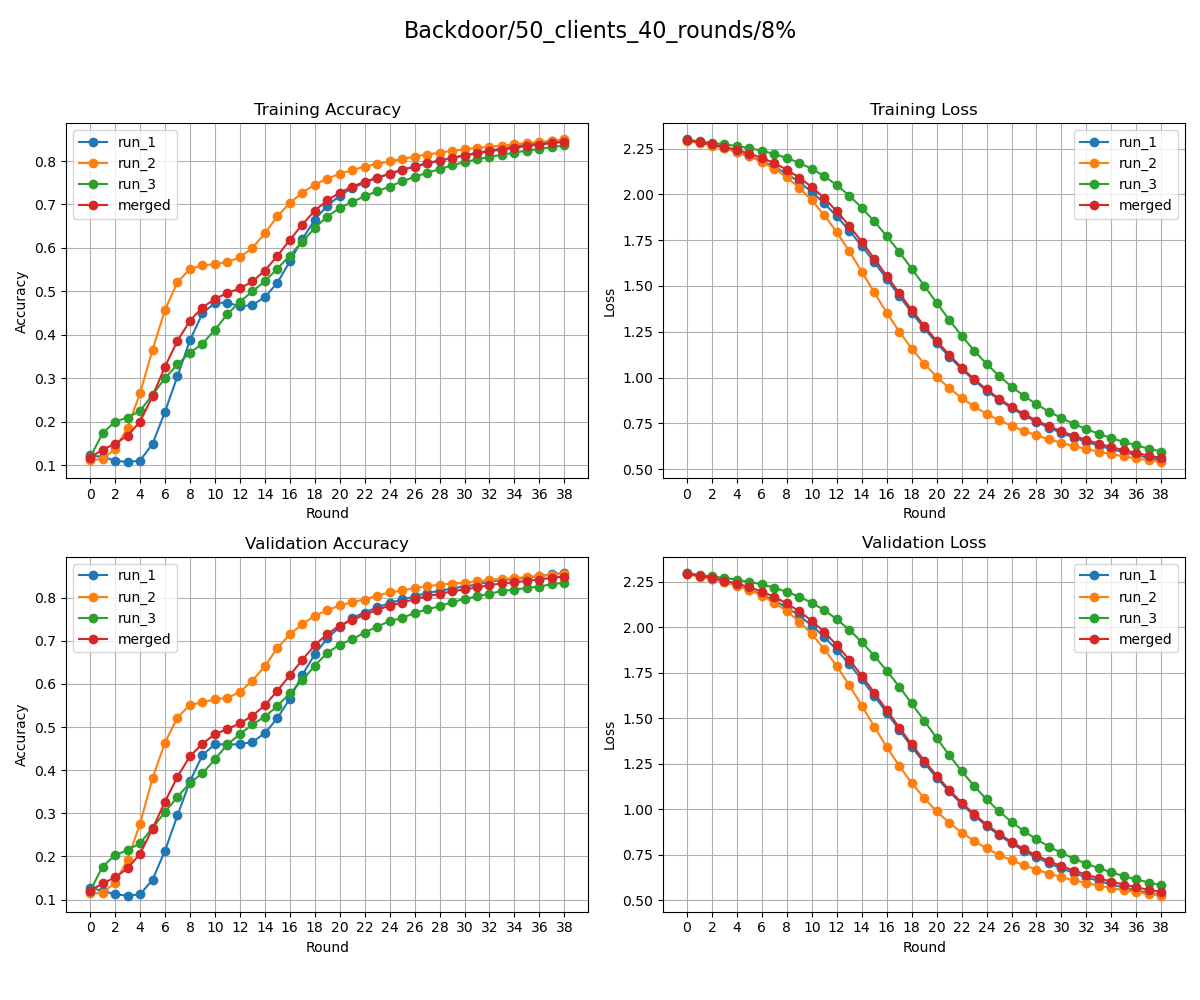 Backdoor/50_clients_40_rounds/8%
Training Accuracy
run_1
run_2
run_3
merged
Accuracy
0.8
0.7
0.6
0.5
0.4
0.3
0.2
0.1
0 2 4 6 8 10 12 14 16 18 20 22 24 26 28 30 32 34 36 38
Round
Training Loss
run_1
run_2
run_3
merged
Loss
2.25
2.00
1.75
1.50
1.25
1.00
0.75
0.50
0 2 4 6 8 10 12 14 16 18 20 22 24 26 28 30 32 34 36 38
Round
Validation Accuracy
run_1
run_2
run_3
merged
Accuracy
0.8
0.7
0.6
0.5
0.4
0.3
0.2
0.1
0 2 4 6 8 10 12 14 16 18 20 22 24 26 28 30 32 34 36 38
Round
Validation Loss
run_1
run_2
run_3
merged
Loss
2.25
2.00
1.75
1.50
1.25
1.00
0.75
0.50
0 2 4 6 8 10 12 14 16 18 20 22 24 26 28 30 32 34 36 38
Round